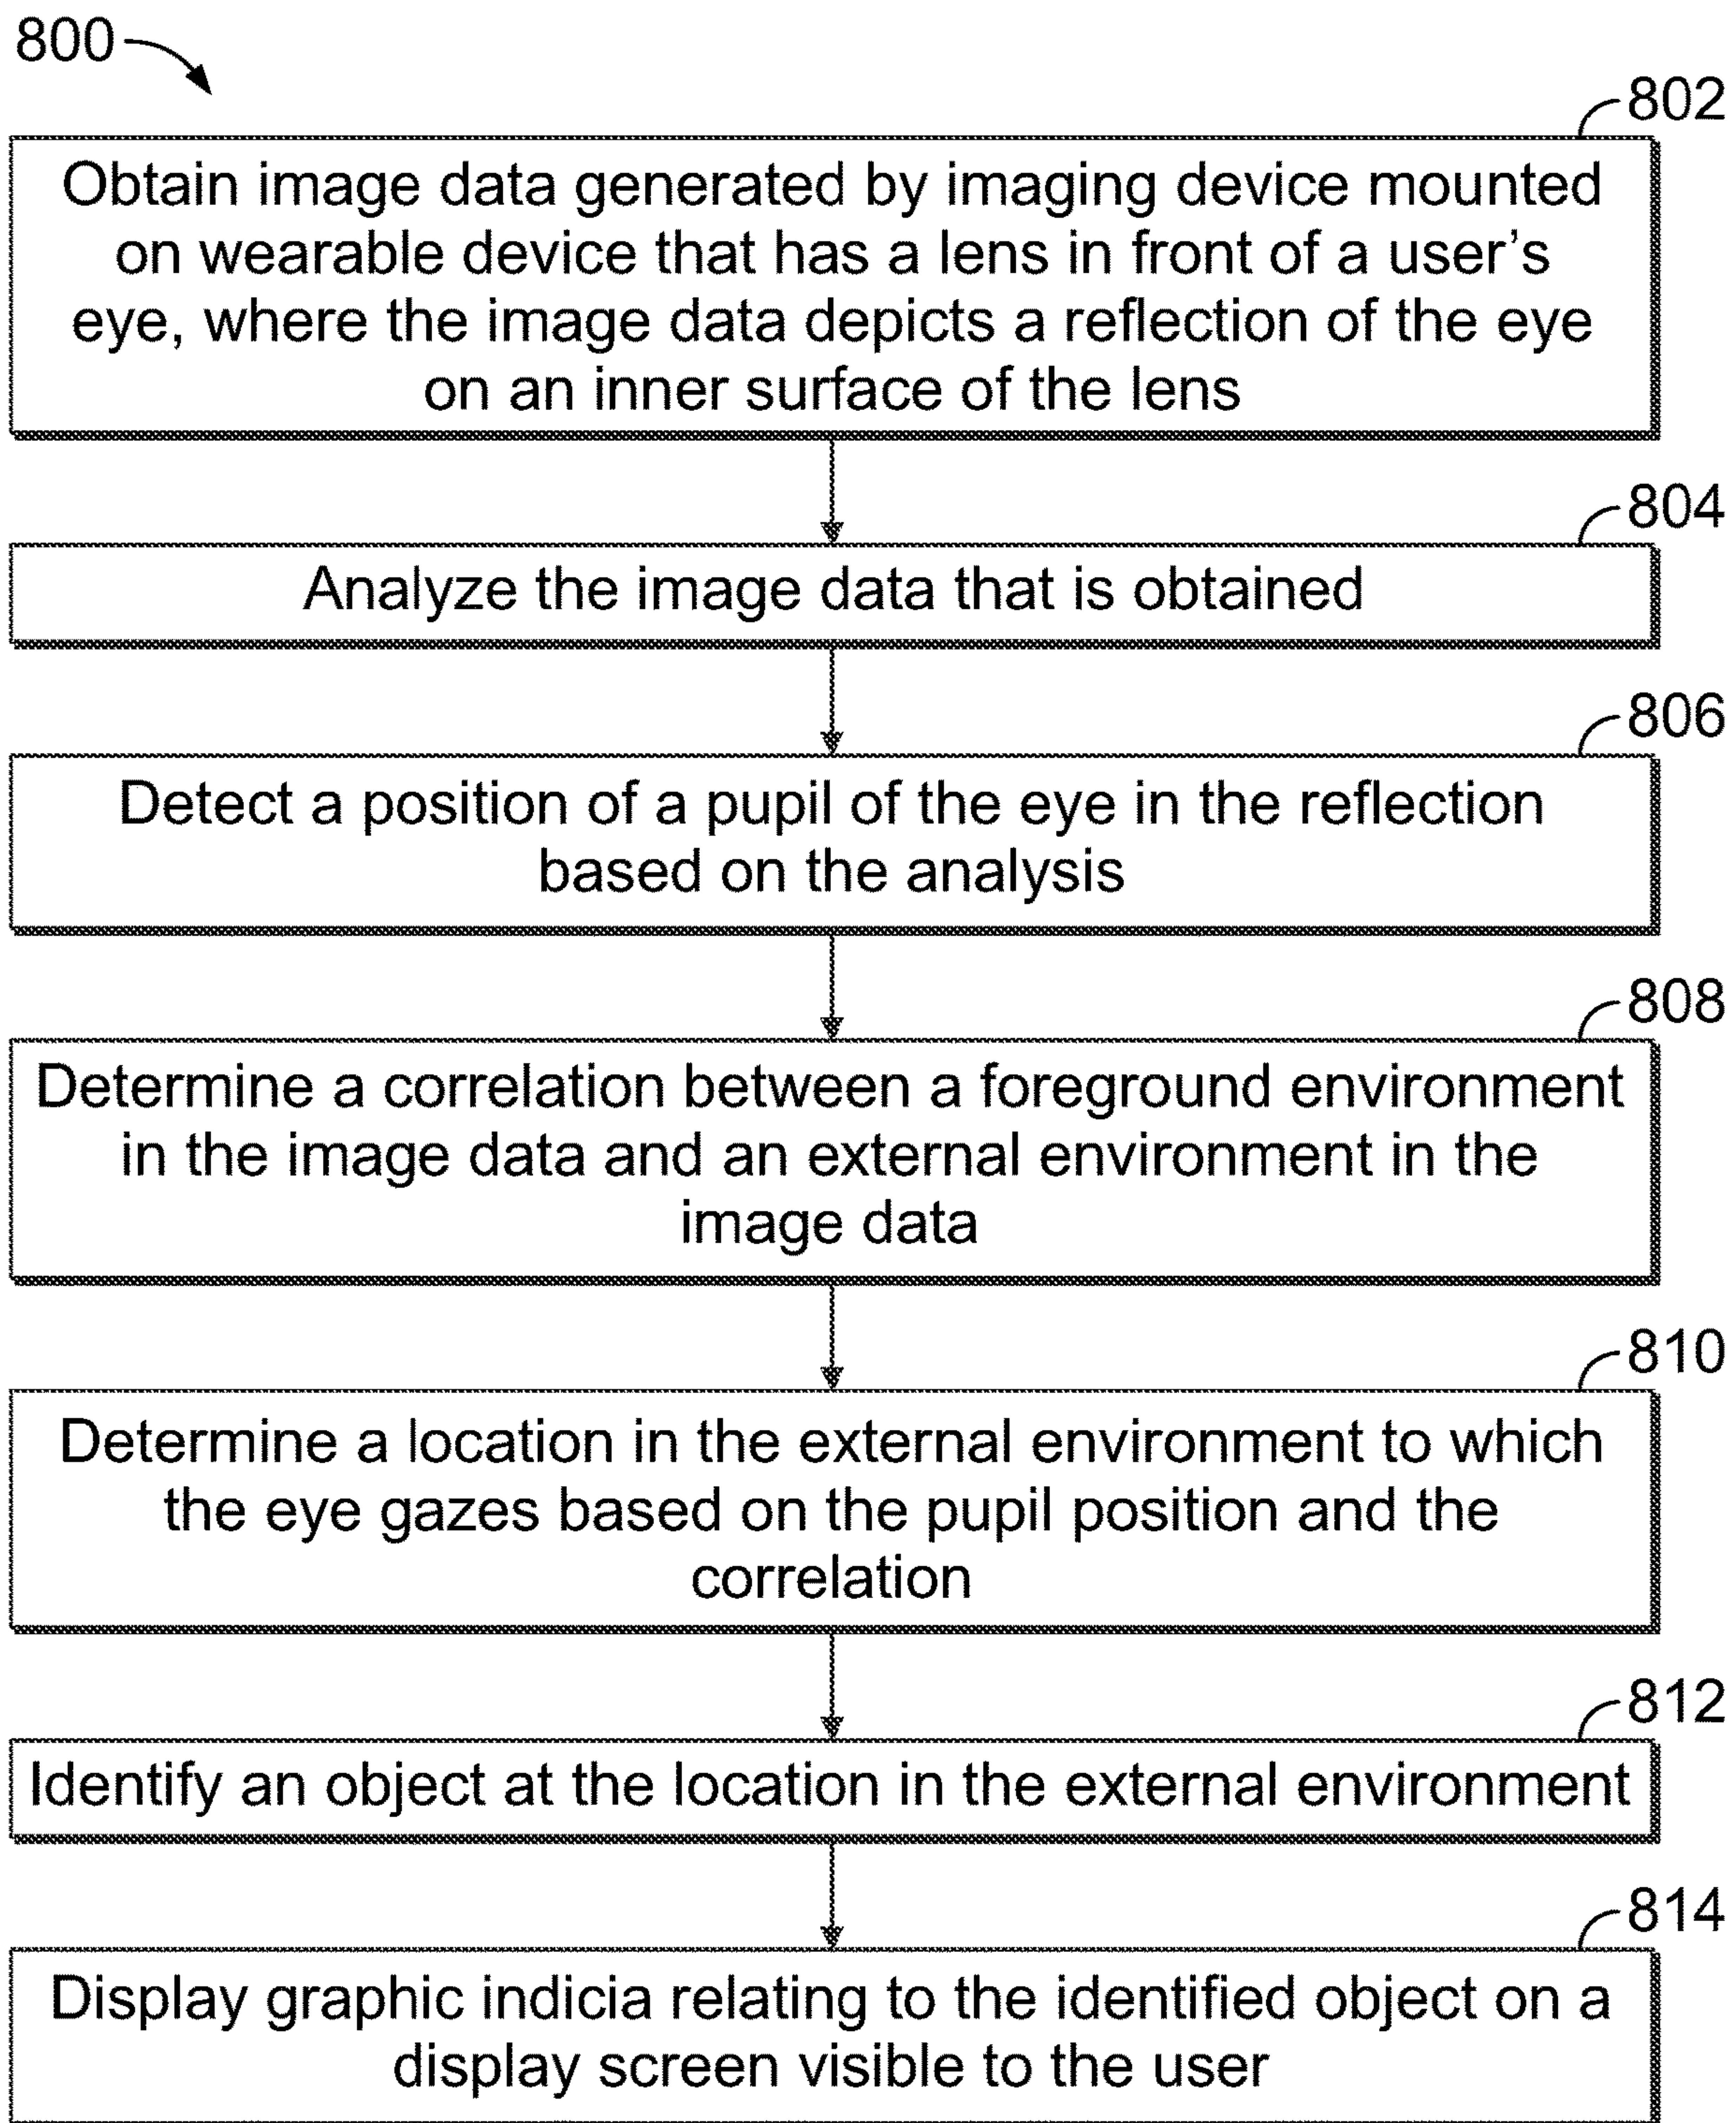 800
802
Obtain image data generated by imaging device mounted
on wearable device that has a lens in front of a user’s
eye, where the image data depicts a reflection of the eye
on an inner surface of the lens
804
Analyze the image data that is obtained
806
Detect a position of a pupil of the eye in the reflection
based on the analysis
808
Determine a correlation between a foreground environment
in the image data and an external environment in the
image data
810
Determine a location in the external environment to which
the eye gazes based on the pupil position and the
correlation
812
Identify an object at the location in the external environment
814
Display graphic indicia relating to the identified object on a
display screen visible to the user